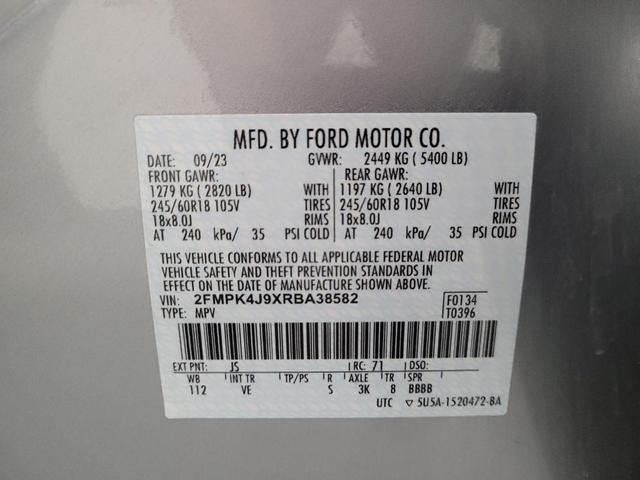 MFD. BY FORD MOTOR CO.
DATE: 09/23 GVWR: 2449 KG ( 5400 LB)
FRONT GAWR: REAR GAWR:
1279 KG ( 2820 LB) WITH 1197 KG ( 2640 LB) WITH
245/60R18 105V TIRES 245/60R18 105V TIRES
18x8.0J RIMS 18x8.0J RIMS
AT 240 kPa/ 35 PSI COLD AT 240 kPa/ 35 PSI COLD
THIS VEHICLE CONFORMS TO ALL APPLICABLE FEDERAL MOTOR
VEHICLE SAFETY AND THEFT PREVENTION STANDARDS IN
EFFECT ON THE DATE OF MANUFACTURE SHOWN ABOVE.
VIN: 2FMPK4J9XRBA38582 F0134
TYPE: MPV T0396
EXT PNT: JS RC: 71 DSO:
WB INT TR TP/PS R AXLE TR SPR
112 VE S 3K 8 BBBB
UTC 5U5A-1520472-BA